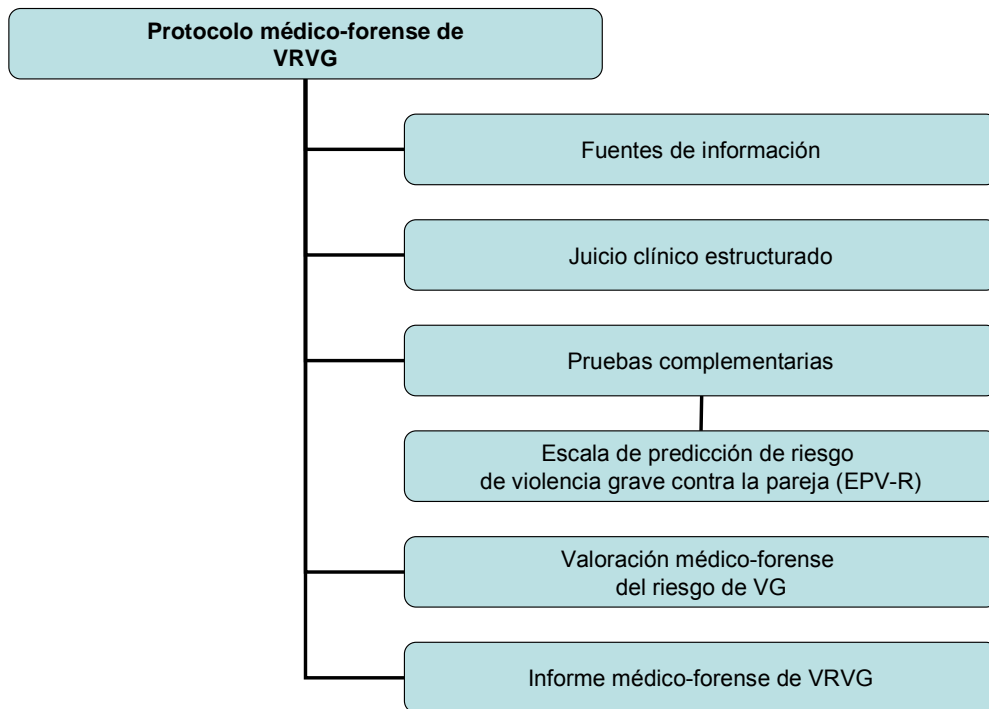 Protocolo médico-forense de
VRVG
Fuentes de información
Juicio clínico estructurado
Pruebas complementarias
Escala de predicción de riesgo
de violencia grave contra la pareja (EPV-R)
Valoración médico-forense
del riesgo de VG
Informe médico-forense de VRVG